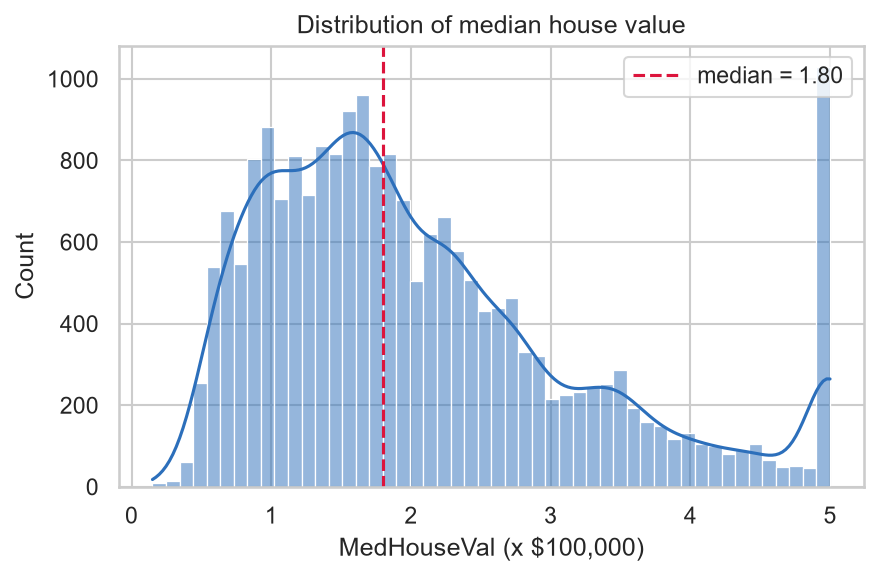 Distribution of median house value
median = 1.80
Count
1000
800
600
400
200
0
0 1 2 3 4 5
MedHouseVal (x $100,000)